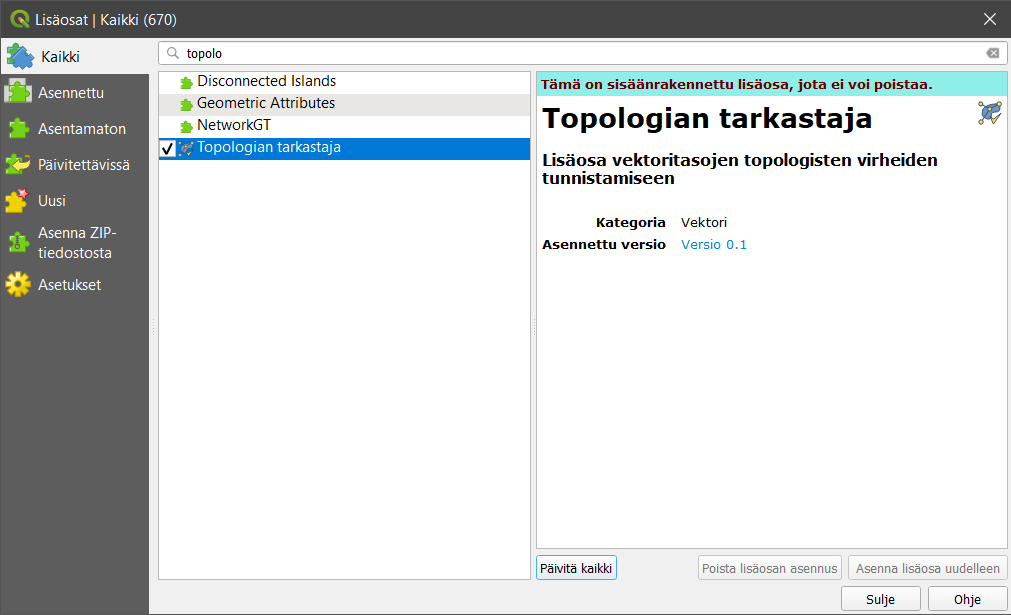 Lisäosat | Kaikki (670)
Kaikki
Asennettu
Asentamaton
Päivitettävissä
Uusi
Asenna ZIP-
tiedostosta
Asetukset
topolo
Disconnected Islands
Geometric Attributes
NetworkGT
Topologian tarkastaja
Tämä on sisäänrakennettu lisäosa, jota ei voi poistaa.
Topologian tarkastaja
Lisäosa vektoritasojen topologisten virheiden
tunnistamiseen
Kategoria Vektori
Asennettu versio Versio 0.1
Päivitä kaikki
Poista lisäosan asennus
Asenna lisäosa uudelleen
Sulje
Ohje